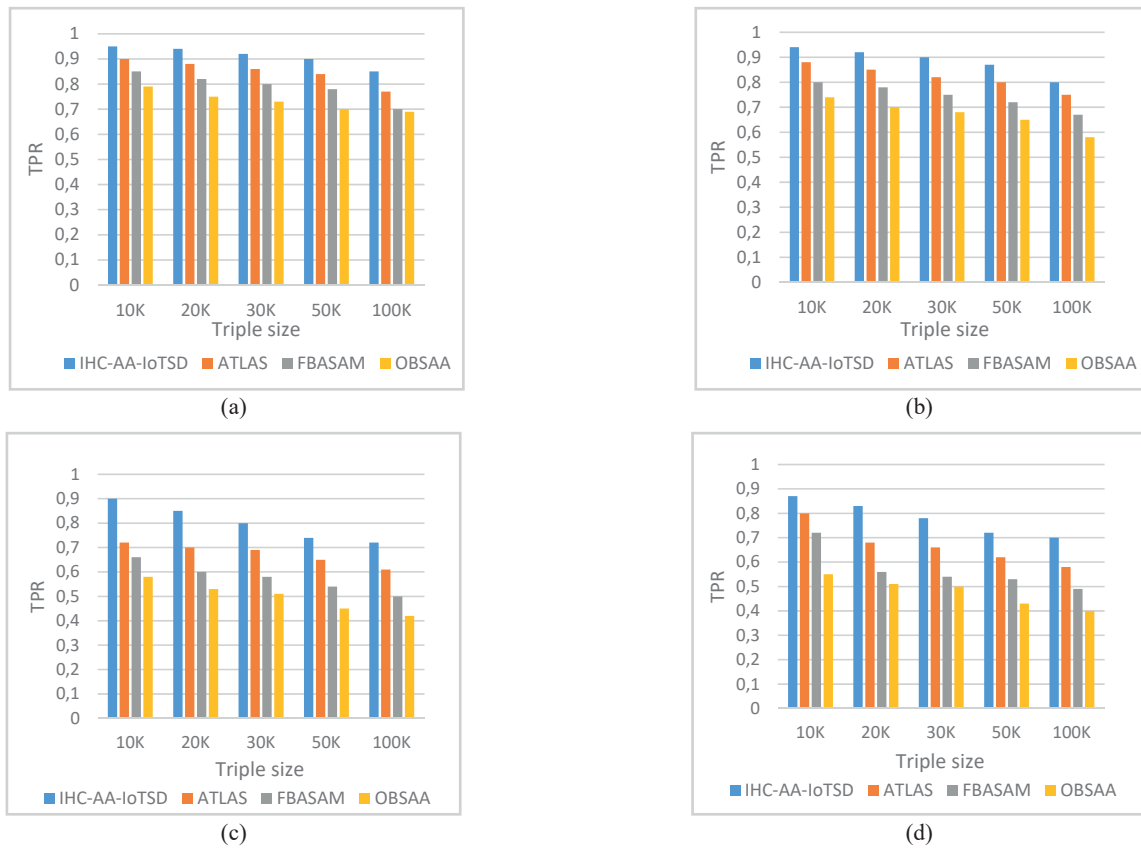 1
0,9
0,8
0,7
0,6
0,5
0,4
0,3
0,2
0,1
0
TPR
10K 20K 30K 50K 100K
Triple size
IHC-AA-IoTSD ATLAS FBASAM OBSAA
(a)
1
0,9
0,8
0,7
0,6
0,5
0,4
0,3
0,2
0,1
0
TPR
10K 20K 30K 50K 100K
Triple size
IHC-AA-IoTSD ATLAS FBASAM OBSAA
(b)
1
0,9
0,8
0,7
0,6
0,5
0,4
0,3
0,2
0,1
0
TPR
10K 20K 30K 50K 100K
Triple size
IHC-AA-IoTSD ATLAS FBASAM OBSAA
(c)
1
0,9
0,8
0,7
0,6
0,5
0,4
0,3
0,2
0,1
0
TPR
10K 20K 30K 50K 100K
Triple size
IHC-AA-IoTSD ATLAS FBASAM OBSAA
(d)